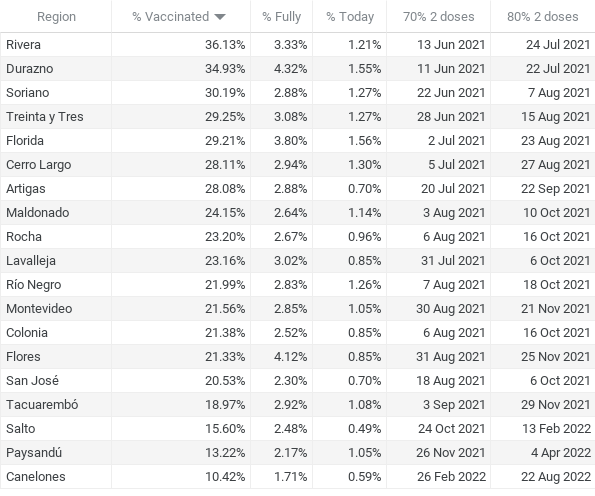 Region % Vaccinated % Fully % Today 70% 2 doses 80% 2 doses
Rivera 36.13% 3.33% 1.21% 13 Jun 2021 24 Jul 2021
Durazno 34.93% 4.32% 1.55% 11 Jun 2021 22 Jul 2021
Soriano 30.19% 2.88% 1.27% 22 Jun 2021 7 Aug 2021
Treinta y Tres 29.25% 3.08% 1.27% 28 Jun 2021 15 Aug 2021
Florida 29.21% 3.80% 1.56% 2 Jul 2021 23 Aug 2021
Cerro Largo 28.11% 2.94% 1.30% 5 Jul 2021 27 Aug 2021
Artigas 28.08% 2.88% 0.70% 20 Jul 2021 22 Sep 2021
Maldonado 24.15% 2.64% 1.14% 3 Aug 2021 10 Oct 2021
Rocha 23.20% 2.67% 0.96% 6 Aug 2021 16 Oct 2021
Lavalleja 23.16% 3.02% 0.85% 31 Jul 2021 6 Oct 2021
Río Negro 21.99% 2.83% 1.26% 7 Aug 2021 18 Oct 2021
Montevideo 21.56% 2.85% 1.05% 30 Aug 2021 21 Nov 2021
Colonia 21.38% 2.52% 0.85% 6 Aug 2021 16 Oct 2021
Flores 21.33% 4.12% 0.85% 31 Aug 2021 25 Nov 2021
San José 20.53% 2.30% 0.70% 18 Aug 2021 6 Oct 2021
Tacuarembó 18.97% 2.92% 1.08% 3 Sep 2021 29 Nov 2021
Salto 15.60% 2.48% 0.49% 24 Oct 2021 13 Feb 2022
Paysandú 13.22% 2.17% 1.05% 26 Nov 2021 4 Apr 2022
Canelones 10.42% 1.71% 0.59% 26 Feb 2022 22 Aug 2022